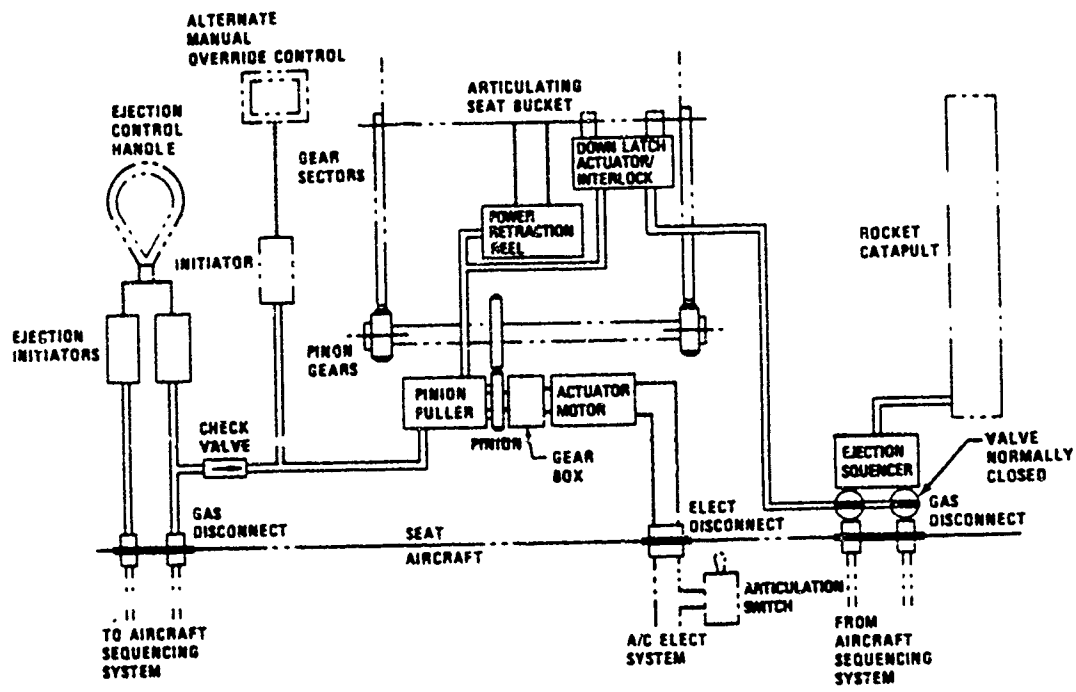 ALTERNATE
MANUAL
OVERRIDE CONTROL
EJECTION
CONTROL
HANDLE
ARTICULATING
SEAT BUCKET
GEAR
SECTORS
DOWN LATCH
ACTUATOR/
INTERLOCK
POWER
RETRACTION
REEL
ROCKET
CATAPULT
INITIATOR
EJECTION
INITIATORS
PINON
GEARS
PINION
PULLER
ACTUATOR
MOTOR
PINION
GEAR
BOX
CHECK
VALVE
EJECTION
SQUENCER
VALVE
NORMALLY
CLOSED
GAS
DISCONNECT
ELECT
DISCONNECT
GAS
DISCONNECT
SEAT
AIRCRAFT
ARTICULATION
SWITCH
TO AIRCRAFT
SEQUENCING
SYSTEM
A/C ELECT
SYSTEM
FROM
AIRCRAFT
SEQUENCING
SYSTEM